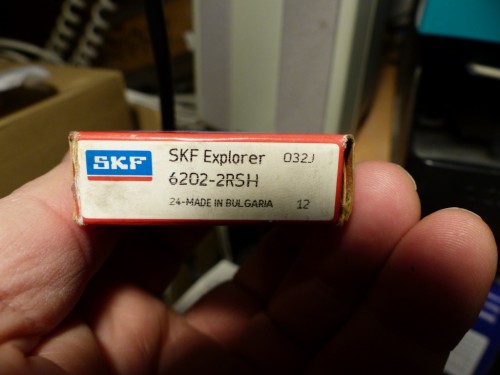 SKF
SKF Explorer 032J
6202-2RSH
24-MADE IN BULGARIA 12